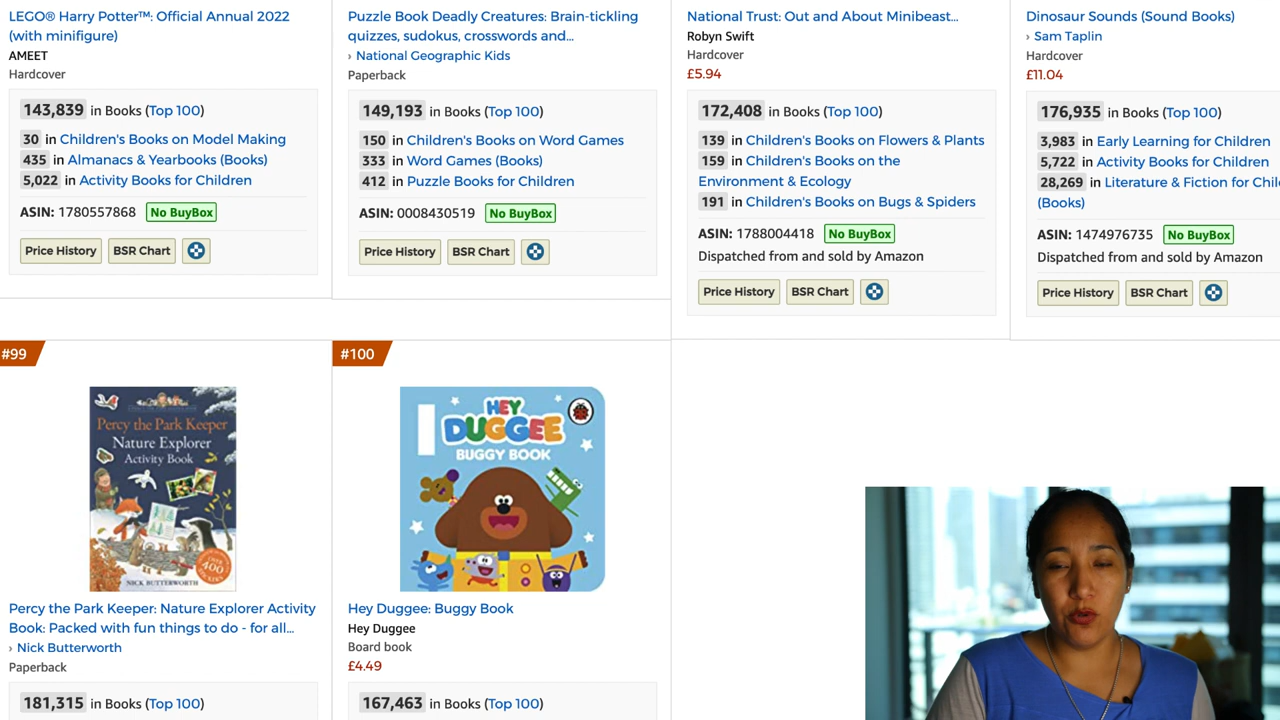 LEGO® Harry Potter™: Official Annual 2022
(with minifigure)
AMEET
Hardcover
143,839 in Books (Top 100)
30 in Children's Books on Model Making
435 in Almanacs & Yearbooks (Books)
5,022 in Activity Books for Children
ASIN: 1780557868 No BuyBox
Price History BSR Chart
Puzzle Book Deadly Creatures: Brain-tickling
quizzes, sudokus, crosswords and…
› National Geographic Kids
Paperback
149,193 in Books (Top 100)
150 in Children's Books on Word Games
333 in Word Games (Books)
412 in Puzzle Books for Children
ASIN: 0008430519 No BuyBox
Price History BSR Chart
National Trust: Out and About Minibeast…
Robyn Swift
Hardcover
£5.94
172,408 in Books (Top 100)
139 in Children's Books on Flowers & Plants
159 in Children's Books on the
Environment & Ecology
191 in Children's Books on Bugs & Spiders
ASIN: 1788004418 No BuyBox
Dispatched from and sold by Amazon
Price History BSR Chart
Dinosaur Sounds (Sound Books)
› Sam Taplin
Hardcover
£11.04
176,935 in Books (Top 100)
3,983 in Early Learning for Children
5,722 in Activity Books for Children
28,269 in Literature & Fiction for Chil
(Books)
ASIN: 1474976735 No BuyBox
Dispatched from and sold by Amazon
Price History BSR Chart
#99
Percy the Park Keeper
Nature Explorer
Activity Book
OVER
400
STICKERS
NICK BUTTERWORTH
Percy the Park Keeper: Nature Explorer Activity
Book: Packed with fun things to do - for all…
› Nick Butterworth
Paperback
181,315 in Books (Top 100)
#100
HEY
DUGGEE
BUGGY BOOK
Hey Duggee: Buggy Book
Hey Duggee
Board book
£4.49
167,463 in Books (Top 100)